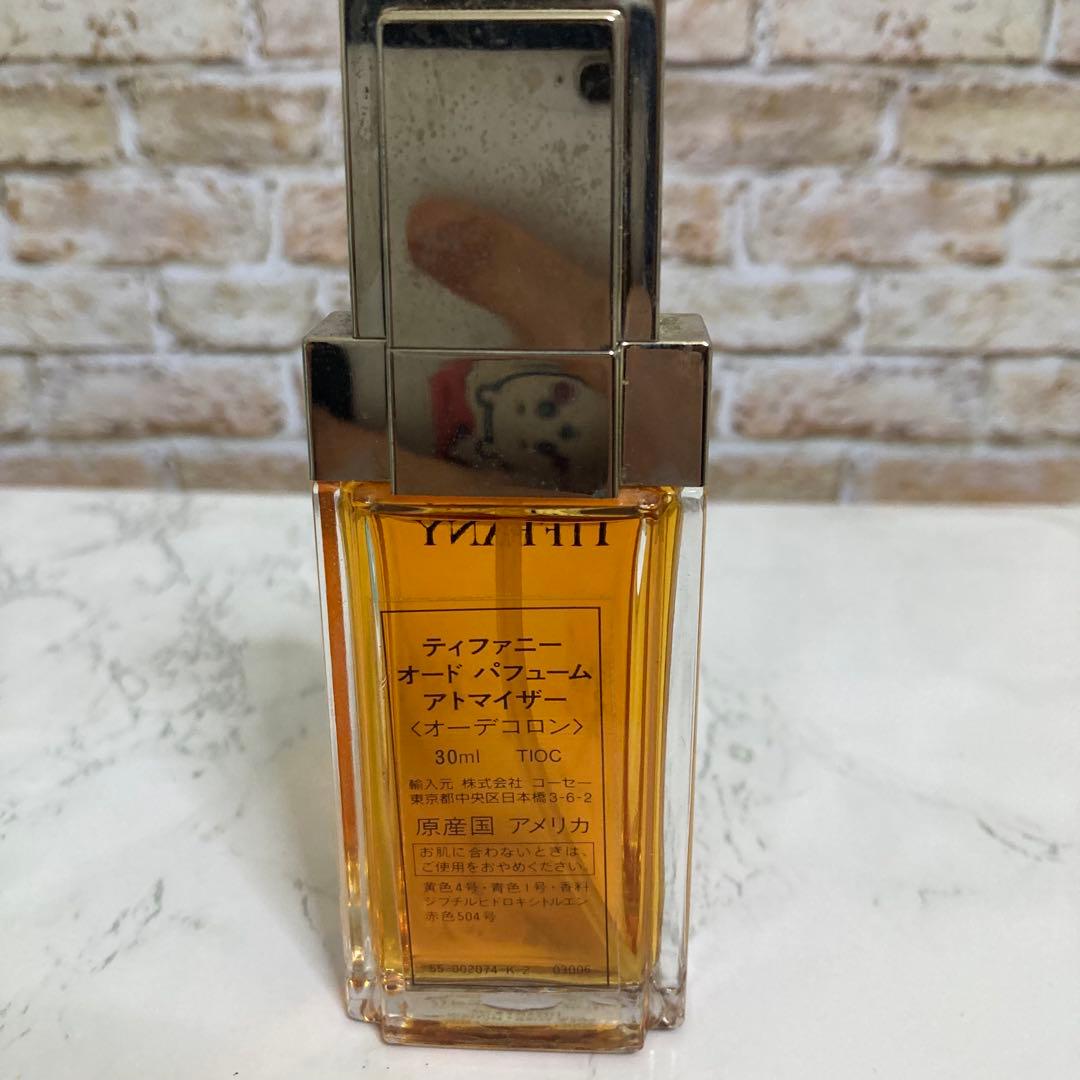 TIFFANY
ティファニー
オード パフューム
アトマイザー
〈オーデコロン〉
30ml TIOC
輸入元 株式会社 コーセー
東京都中央区日本橋3-6-2
原産国 アメリカ
お肌に合わないときは、
ご使用をおやめください。
黄色4号・青色1号・香料
ジブチルヒドロキシトルエン
赤色504号
55-002074-K-2 03006